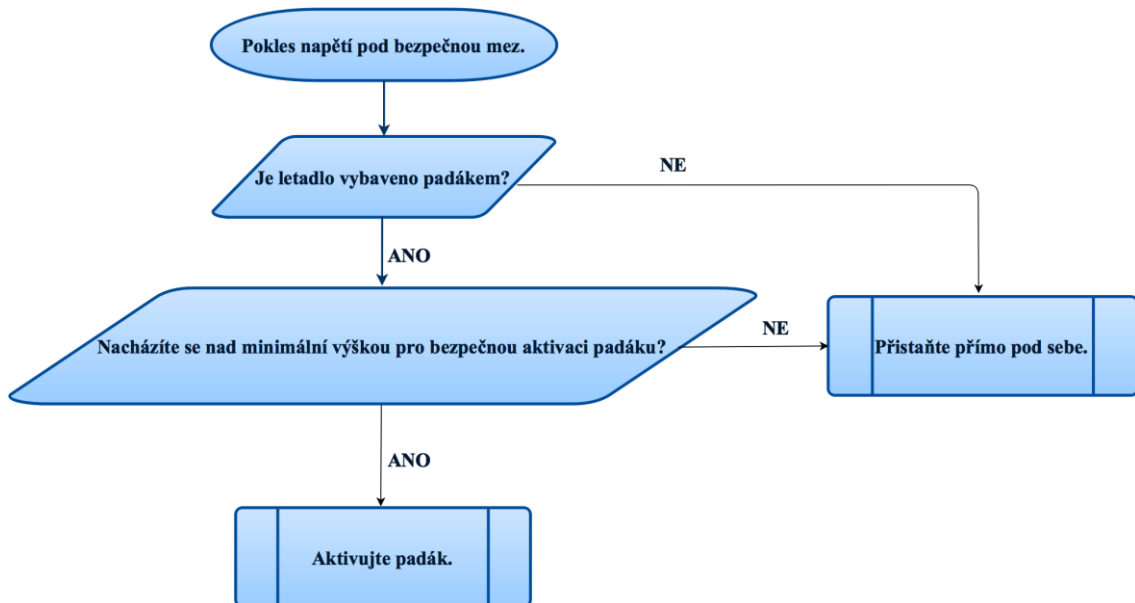 Pokles napětí pod bezpečnou mez.
Je letadlo vybaveno padákem?
NE
ANO
Nacházíte se nad minimální výškou pro bezpečnou aktivaci padáku?
NE
Přistaňte přímo pod sebe.
ANO
Aktivujte padák.